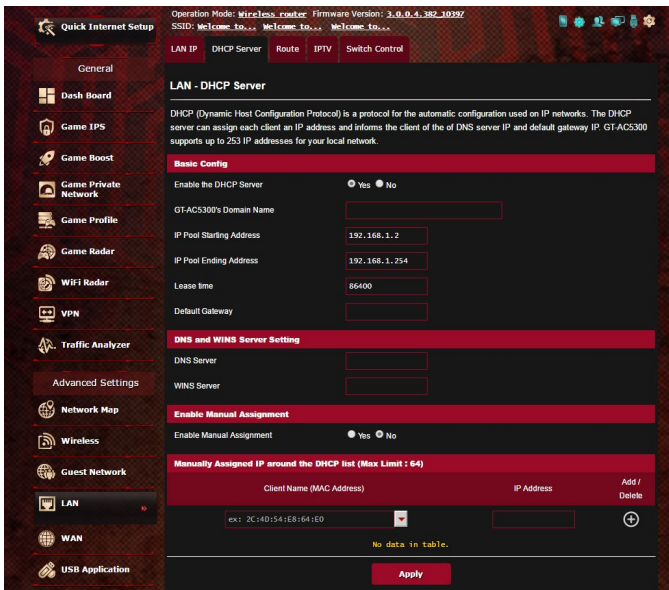 Quick Internet Setup
Operation Mode: Wireless router Firmware Version: 3.0.0.4.382_10397
SSID: Welcome to... Welcome to... Welcome to...
LAN IP DHCP Server Route IPTV Switch Control
General
Dash Board
Game IPS
Game Boost
Game Private
Network
Game Profile
Game Radar
WiFi Radar
VPN
Traffic Analyzer
Advanced Settings
Network Map
Wireless
Guest Network
LAN »
WAN
USB Application
LAN - DHCP Server
DHCP (Dynamic Host Configuration Protocol) is a protocol for the automatic configuration used on IP networks. The DHCP
server can assign each client an IP address and informs the client of the of DNS server IP and default gateway IP. GT-AC5300
supports up to 253 IP addresses for your local network.
Basic Config
Enable the DHCP Server Yes No
GT-AC5300's Domain Name
IP Pool Starting Address 192.168.1.2
IP Pool Ending Address 192.168.1.254
Lease time 86400
Default Gateway
DNS and WINS Server Setting
DNS Server
WINS Server
Enable Manual Assignment
Enable Manual Assignment Yes No
Manually Assigned IP around the DHCP list (Max Limit : 64)
Client Name (MAC Address) IP Address Add /
Delete
ex: 2C:4D:54:E8:64:E0
No data in table.
Apply